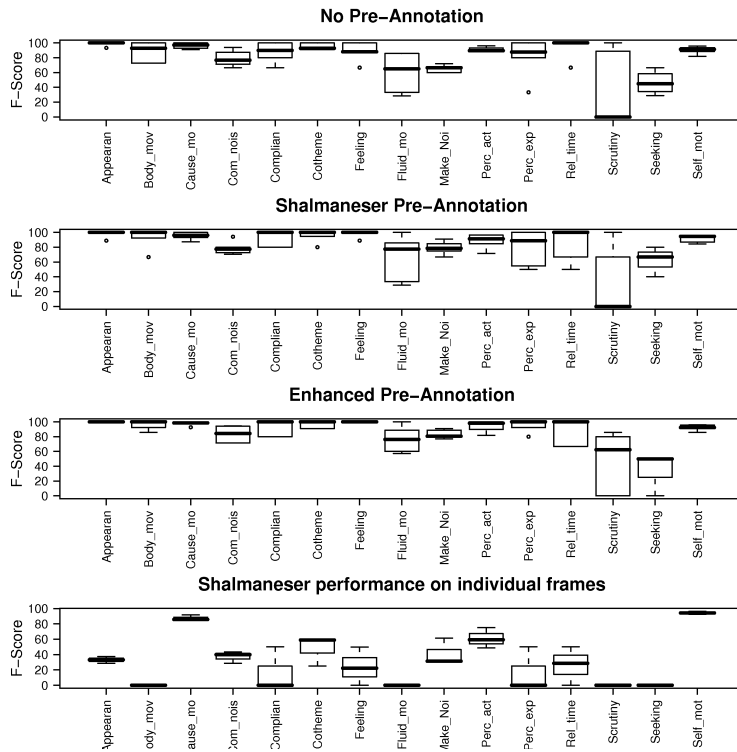 No Pre−Annotation
F−Score
100
80
60
40
20
0
Appearan
Body_mov
Cause_mo
Com_nois
Complian
Cotheme
Feeling
Fluid_mo
Make_Noi
Perc_act
Perc_exp
Rel_time
Scrutiny
Seeking
Self_mot
Shalmaneser Pre−Annotation
F−Score
100
80
60
40
20
0
Appearan
Body_mov
Cause_mo
Com_nois
Complian
Cotheme
Feeling
Fluid_mo
Make_Noi
Perc_act
Perc_exp
Rel_time
Scrutiny
Seeking
Self_mot
Enhanced Pre−Annotation
F−Score
100
80
60
40
20
0
Appearan
Body_mov
Cause_mo
Com_nois
Complian
Cotheme
Feeling
Fluid_mo
Make_Noi
Perc_act
Perc_exp
Rel_time
Scrutiny
Seeking
Self_mot
Shalmaneser performance on individual frames
F−Score
100
80
60
40
20
0
Appearan
Body_mov
ause_mo
om_nois
Complian
Cotheme
Feeling
Fluid_mo
Make_Noi
Perc_act
Perc_exp
Rel_time
Scrutiny
Seeking
Self_mot